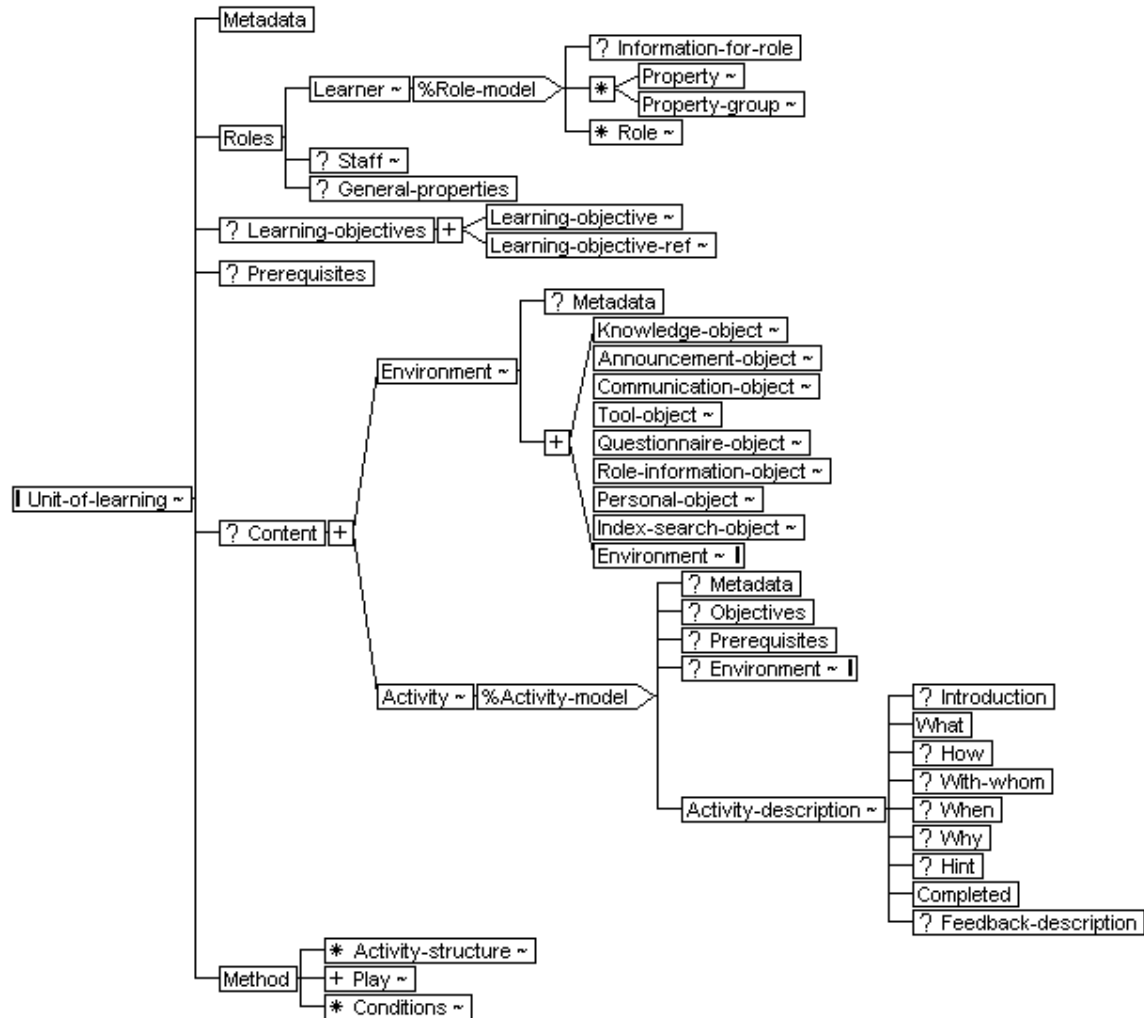 Metadata
? Information-for-role
Property ~
Learner ~ %Role-model *
Property-group ~
Roles
* Role ~
? Staff ~
? General-properties
Learning-objective ~
? Learning-objectives +
Learning-objective-ref ~
? Prerequisites
? Metadata
Knowledge-object ~
Announcement-object ~
Environment ~
Communication-object ~
Tool-object ~
+ Questionnaire-object ~
Role-information-object ~
Personal-object ~
Unit-of-learning ~
Index-search-object ~
? Content +
Environment ~
? Metadata
? Objectives
? Prerequisites
? Environment ~
Activity ~ %Activity-model
? Introduction
What
? How
? With-whom
Activity-description ~ ? When
? Why
? Hint
Completed
? Feedback-description
* Activity-structure ~
Method + Play ~
* Conditions ~